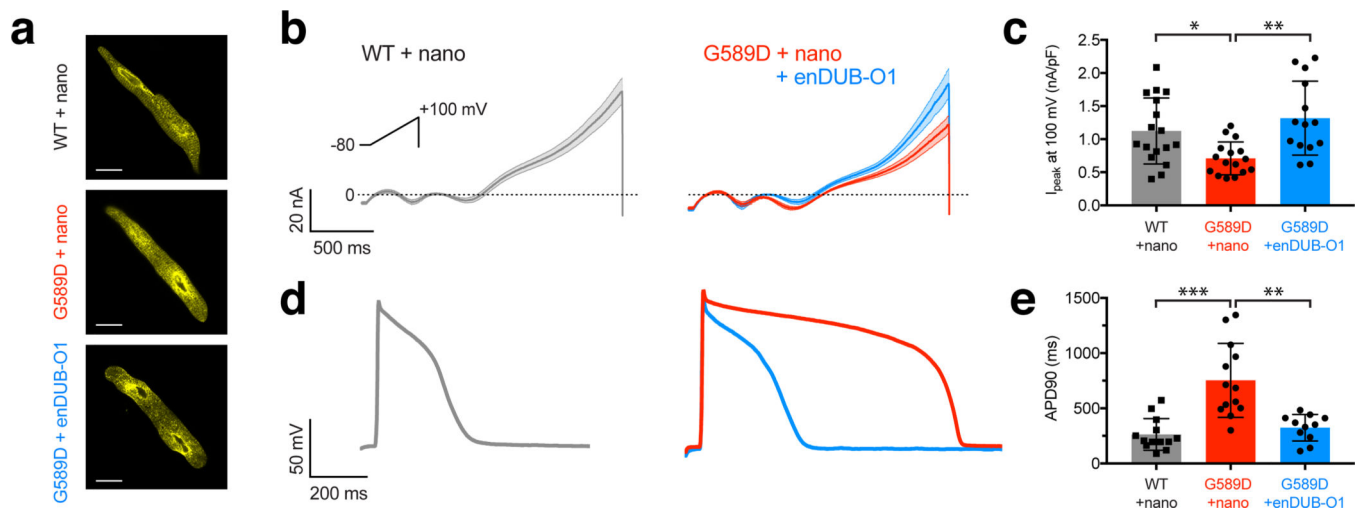 a
WT + nano
G589D + nano
G589D + enDUB-O1
b
WT + nano
+100 mV
-80
0
20 nA
500 ms
G589D + nano
+ enDUB-O1
c
* **
I_peak at 100 mV (nA/pF)
2.5
2.0
1.5
1.0
0.5
0.0
WT G589D G589D
+nano +nano +enDUB-O1
d
50 mV
200 ms
e
*** **
APD90 (ms)
1500
1000
500
0
WT G589D G589D
+nano +nano +enDUB-O1